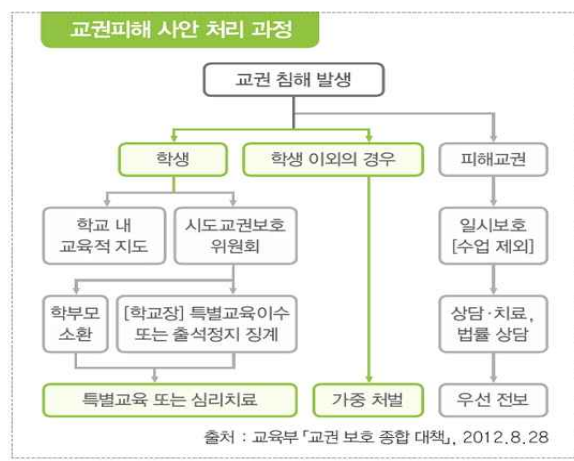 교권피해 사안 처리 과정
교권 침해 발생
학생
학생 이외의 경우
피해교권
학교 내
교육적 지도
시도교권보호
위원회
일시보호
[수업 제외]
학부모
소환
[학교장] 특별교육이수
또는 출석정지 징계
상담·치료,
법률 상담
특별교육 또는 심리치료
가중 처벌
우선 전보
출처 : 교육부 「교권 보호 종합 대책」, 2012.8.28